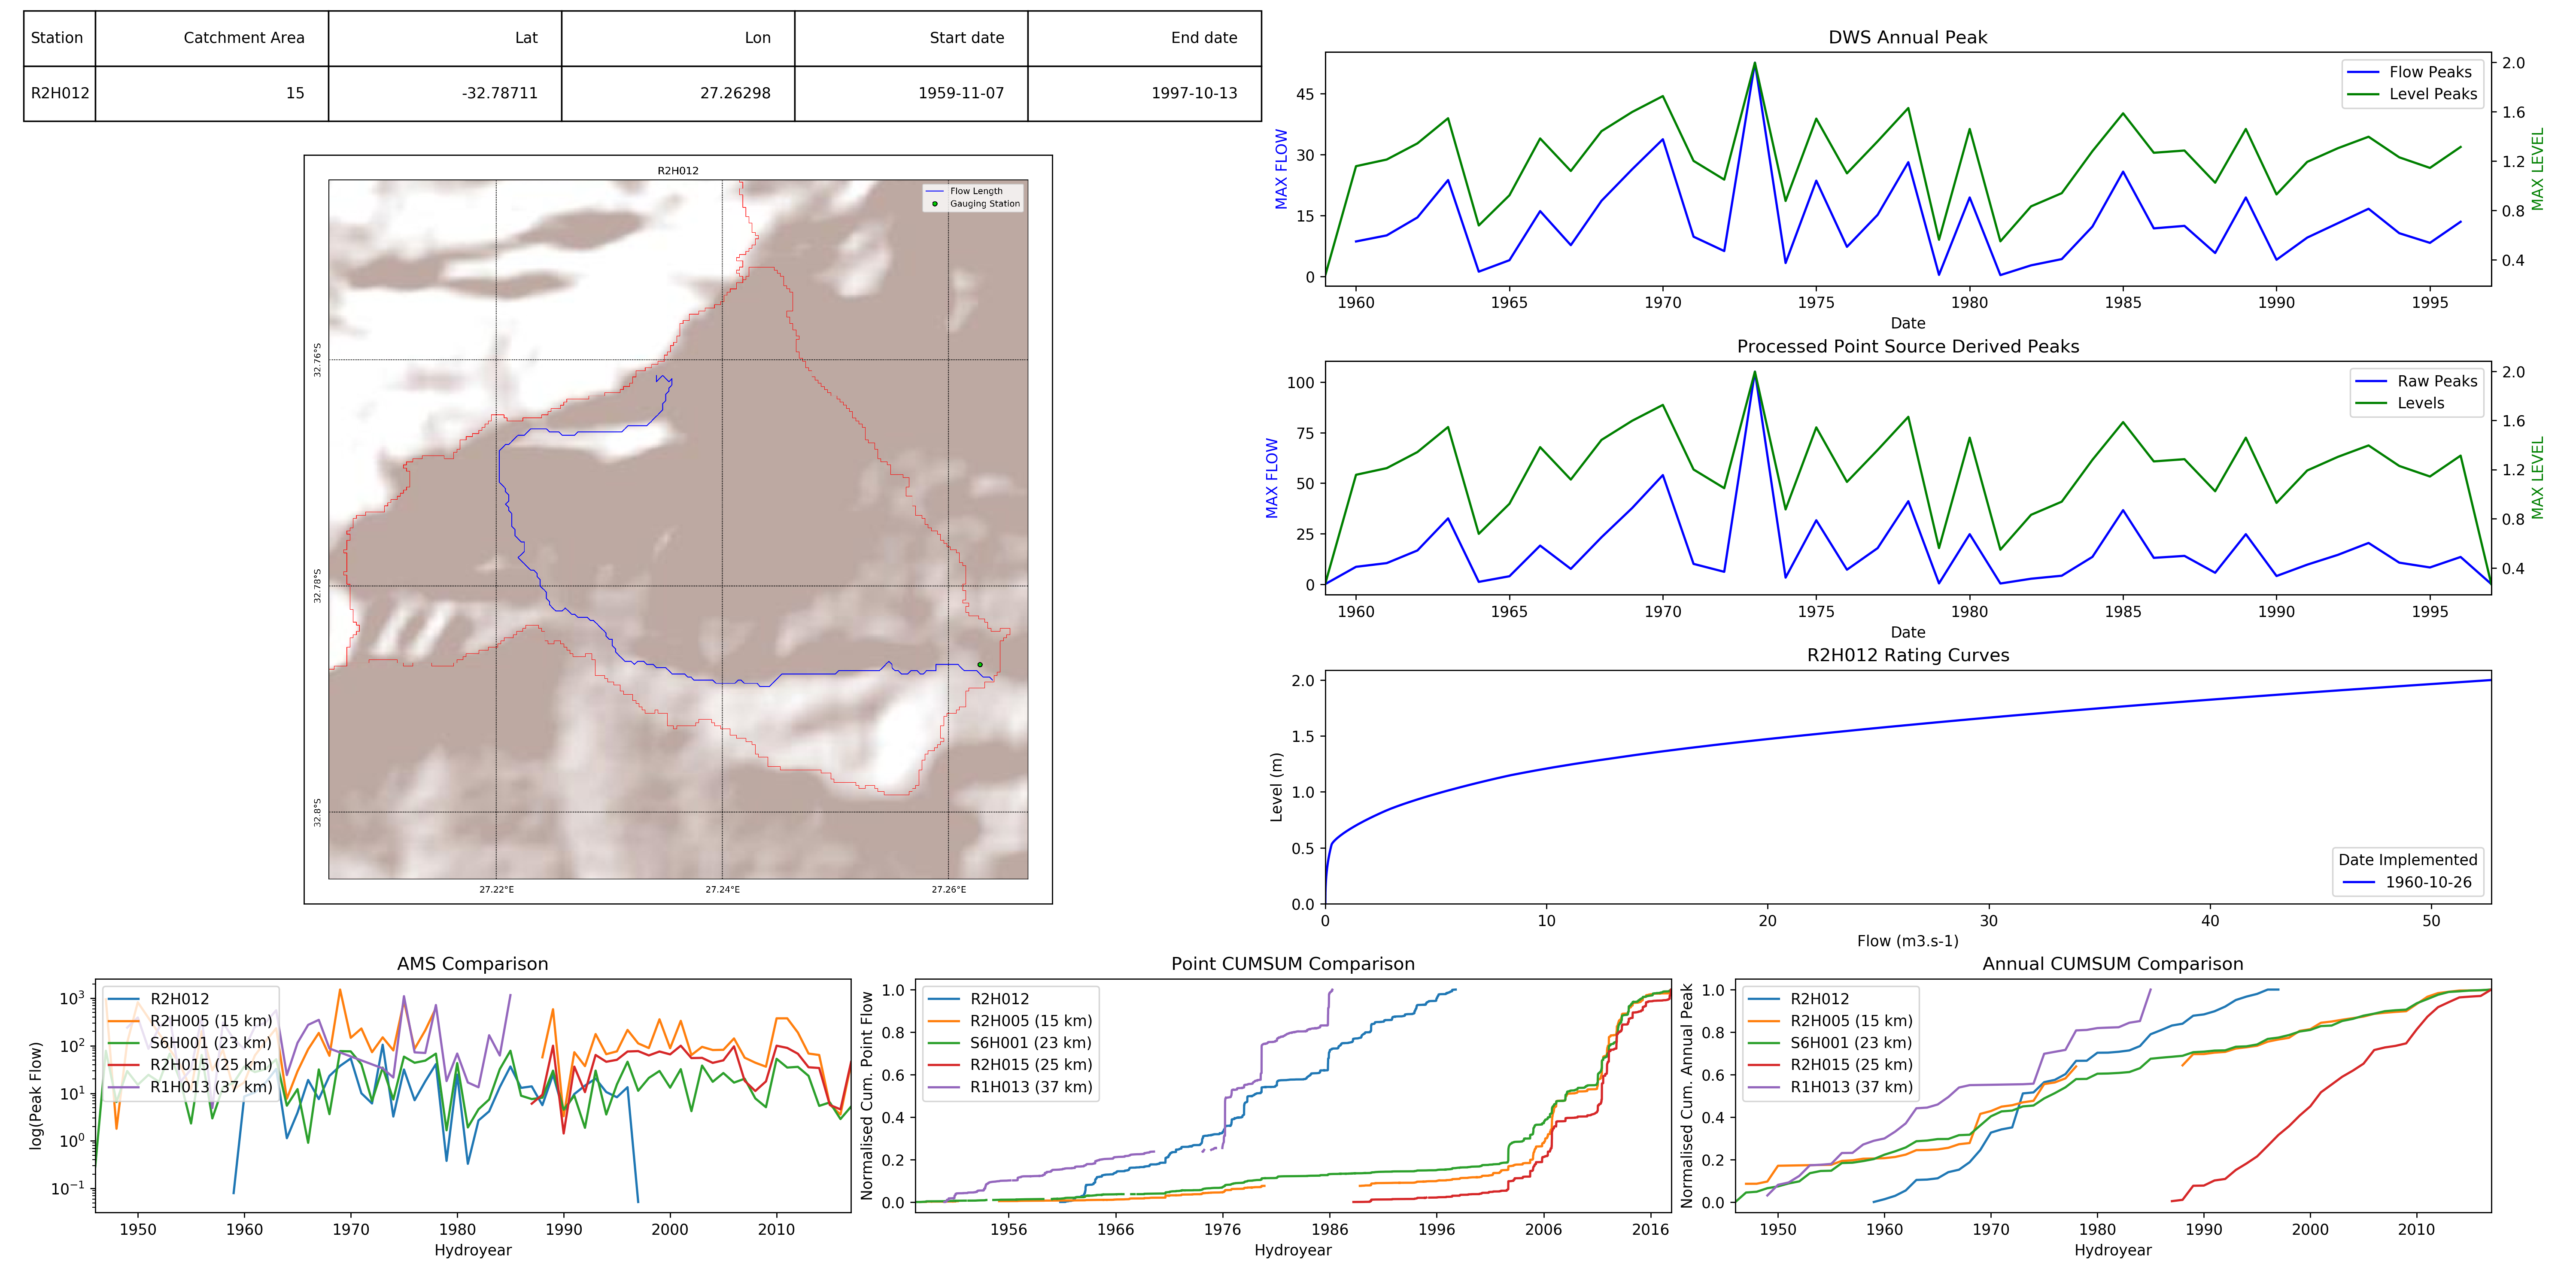 Station Catchment Area Lat Lon Start date End date
R2H012 15 -32.78711 27.26298 1959-11-07 1997-10-13
R2H012
Flow Length
Gauging Station
32.76°S
32.78°S
32.8°S
27.22°E 27.24°E 27.26°E
DWS Annual Peak
Flow Peaks
Level Peaks
MAX FLOW
45
30
15
0
MAX LEVEL
2.0
1.6
1.2
0.8
0.4
1960 1965 1970 1975 1980 1985 1990 1995
Date
Processed Point Source Derived Peaks
Raw Peaks
Levels
MAX FLOW
100
75
50
25
0
MAX LEVEL
2.0
1.6
1.2
0.8
0.4
1960 1965 1970 1975 1980 1985 1990 1995
Date
R2H012 Rating Curves
Level (m)
2.0
1.5
1.0
0.5
0.0
Date Implemented
1960-10-26
0 10 20 30 40 50
Flow (m3.s-1)
AMS Comparison
R2H012
R2H005 (15 km)
S6H001 (23 km)
R2H015 (25 km)
R1H013 (37 km)
log(Peak Flow)
10³
10²
10¹
10⁰
10⁻¹
1950 1960 1970 1980 1990 2000 2010
Hydroyear
Point CUMSUM Comparison
R2H012
R2H005 (15 km)
S6H001 (23 km)
R2H015 (25 km)
R1H013 (37 km)
Normalised Cum. Point Flow
1.0
0.8
0.6
0.4
0.2
0.0
1956 1966 1976 1986 1996 2006 2016
Hydroyear
Annual CUMSUM Comparison
R2H012
R2H005 (15 km)
S6H001 (23 km)
R2H015 (25 km)
R1H013 (37 km)
Normalised Cum. Annual Peak
1.0
0.8
0.6
0.4
0.2
0.0
1950 1960 1970 1980 1990 2000 2010
Hydroyear